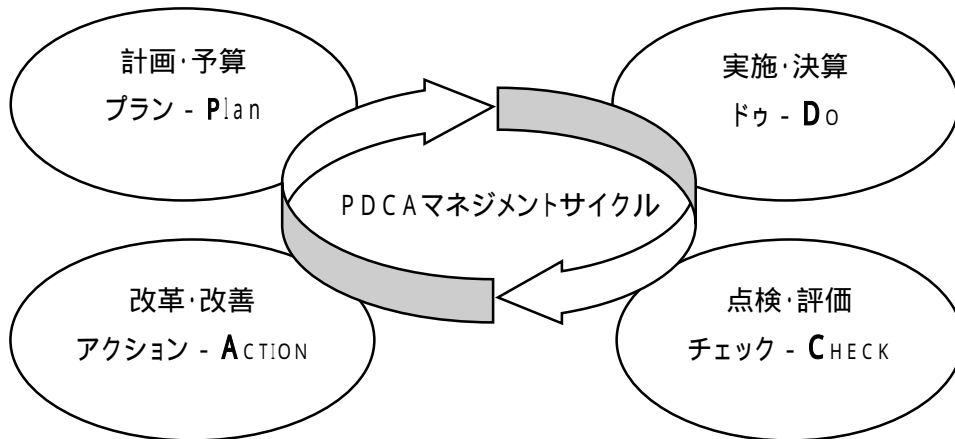 計画・予算
プラン - Plan
実施・決算
ドゥ - Do
PDCAマネジメントサイクル
改革・改善
アクション - ACTION
点検・評価
チェック - CHECK